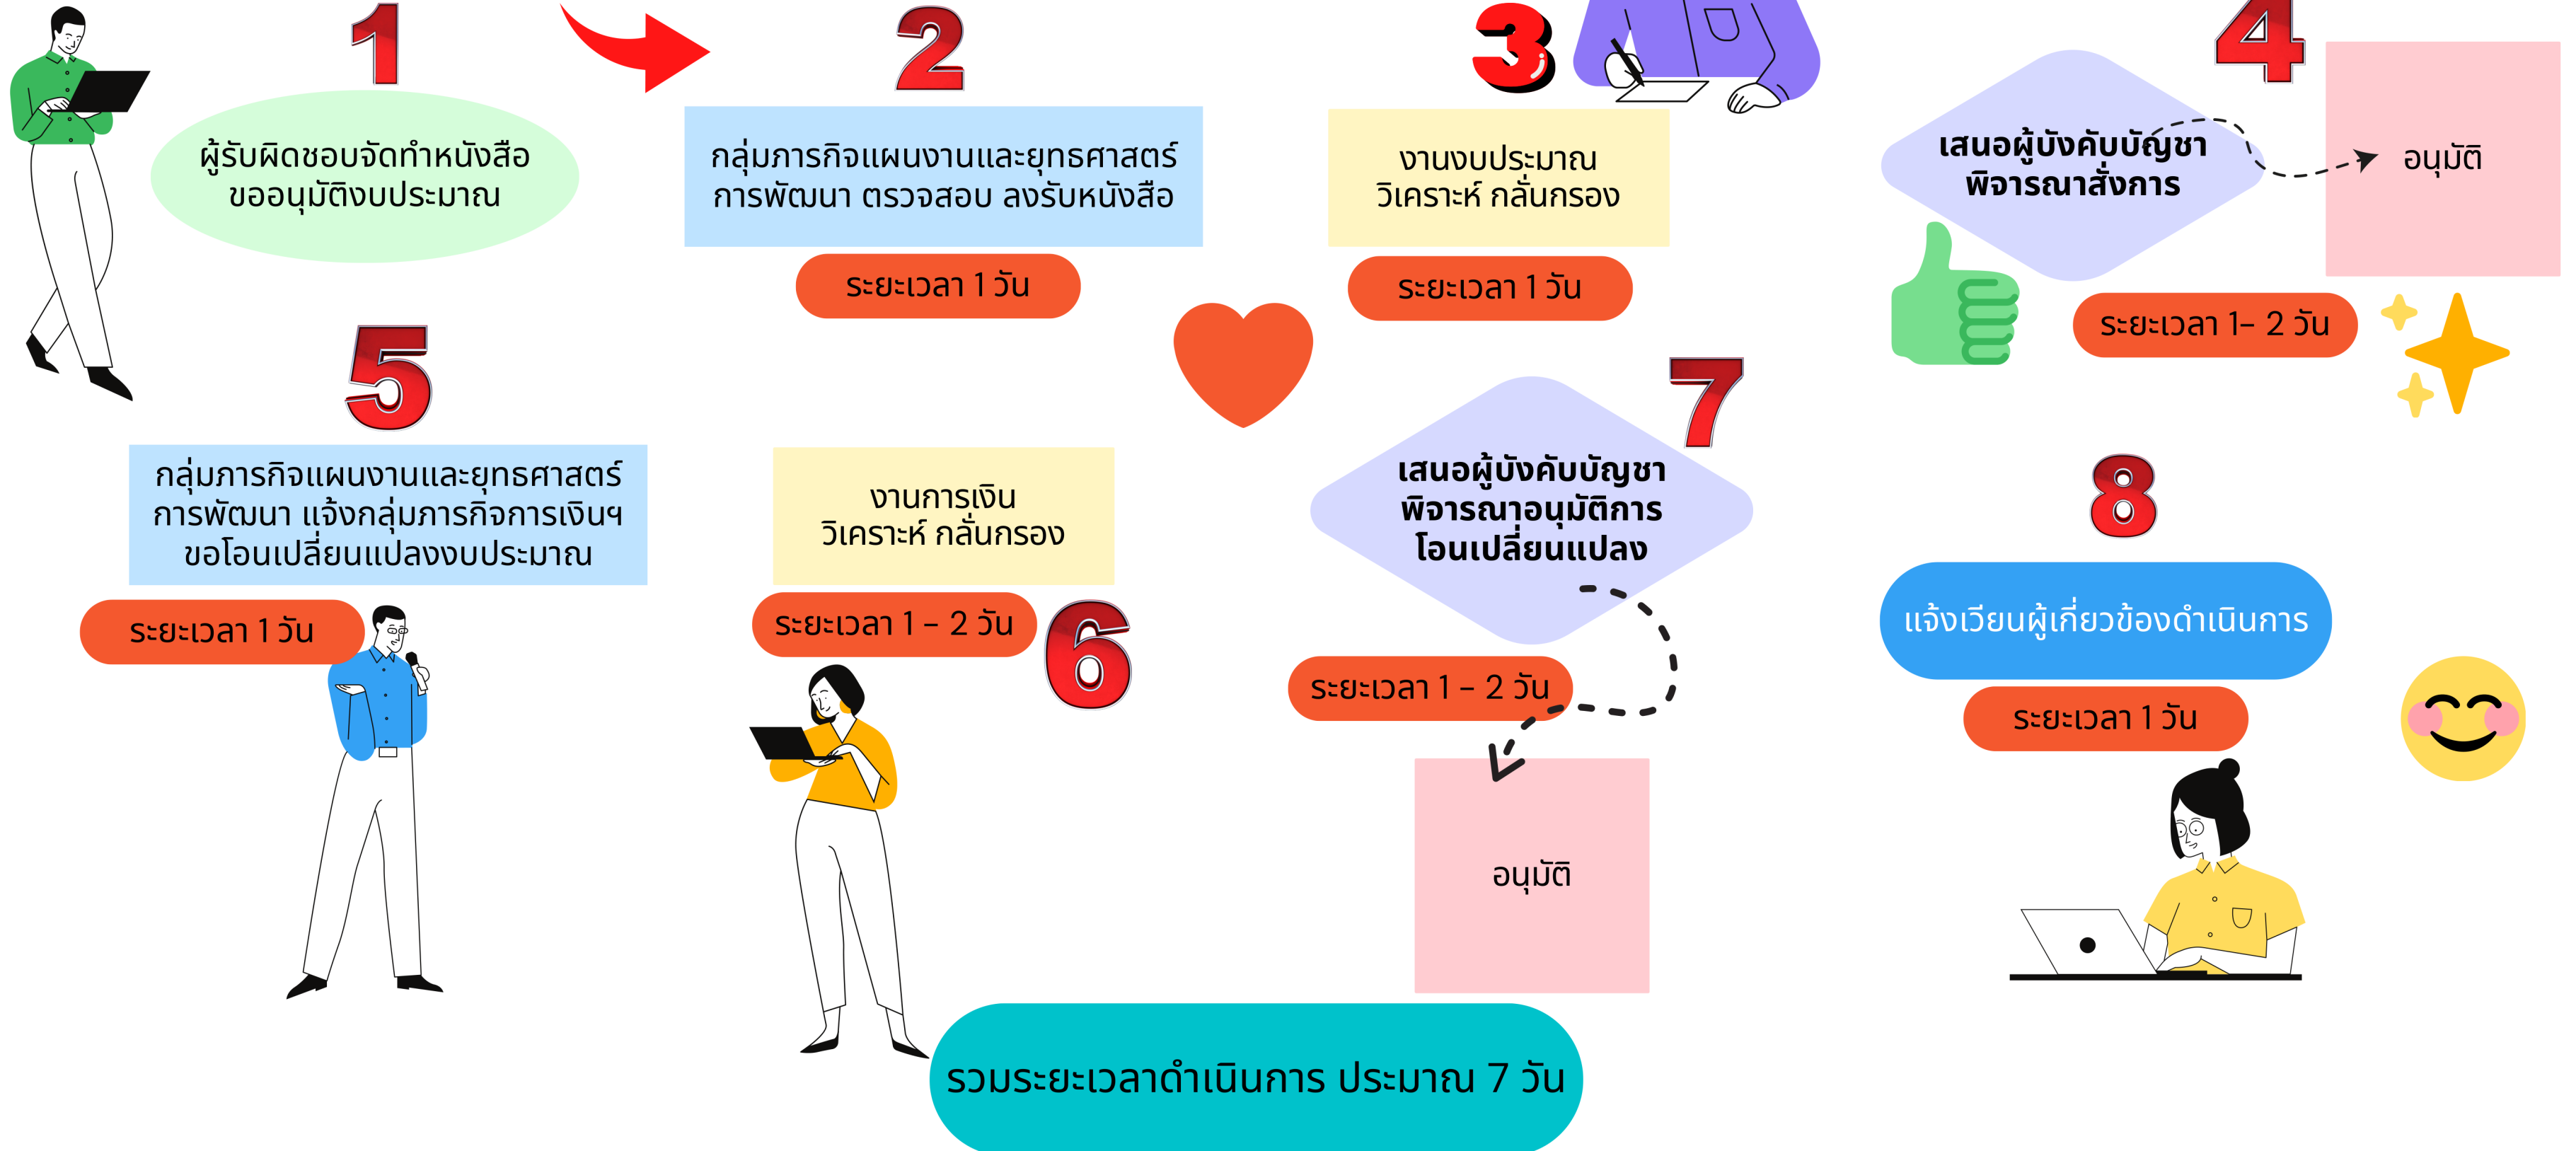 1
ผู้รับผิดชอบจัดทำหนังสือ
ขออนุมัติงบประมาณ
2
กลุ่มภารกิจแผนงานและยุทธศาสตร์
การพัฒนา ตรวจสอบ ลงรับหนังสือ
ระยะเวลา 1 วัน
3
งานงบประมาณ
วิเคราะห์ กลั่นกรอง
ระยะเวลา 1 วัน
4
เสนอผู้บังคับบัญชา
พิจารณาสั่งการ
อนุมัติ
ระยะเวลา 1- 2 วัน
5
กลุ่มภารกิจแผนงานและยุทธศาสตร์
การพัฒนา แจ้งกลุ่มภารกิจการเงินฯ
ขอโอนเปลี่ยนแปลงงบประมาณ
ระยะเวลา 1 วัน
งานการเงิน
วิเคราะห์ กลั่นกรอง
ระยะเวลา 1 - 2 วัน
6
7
เสนอผู้บังคับบัญชา
พิจารณาอนุมัติการ
โอนเปลี่ยนแปลง
ระยะเวลา 1 - 2 วัน
อนุมัติ
8
แจ้งเวียนผู้เกี่ยวข้องดำเนินการ
ระยะเวลา 1 วัน
รวมระยะเวลาดำเนินการ ประมาณ 7 วัน